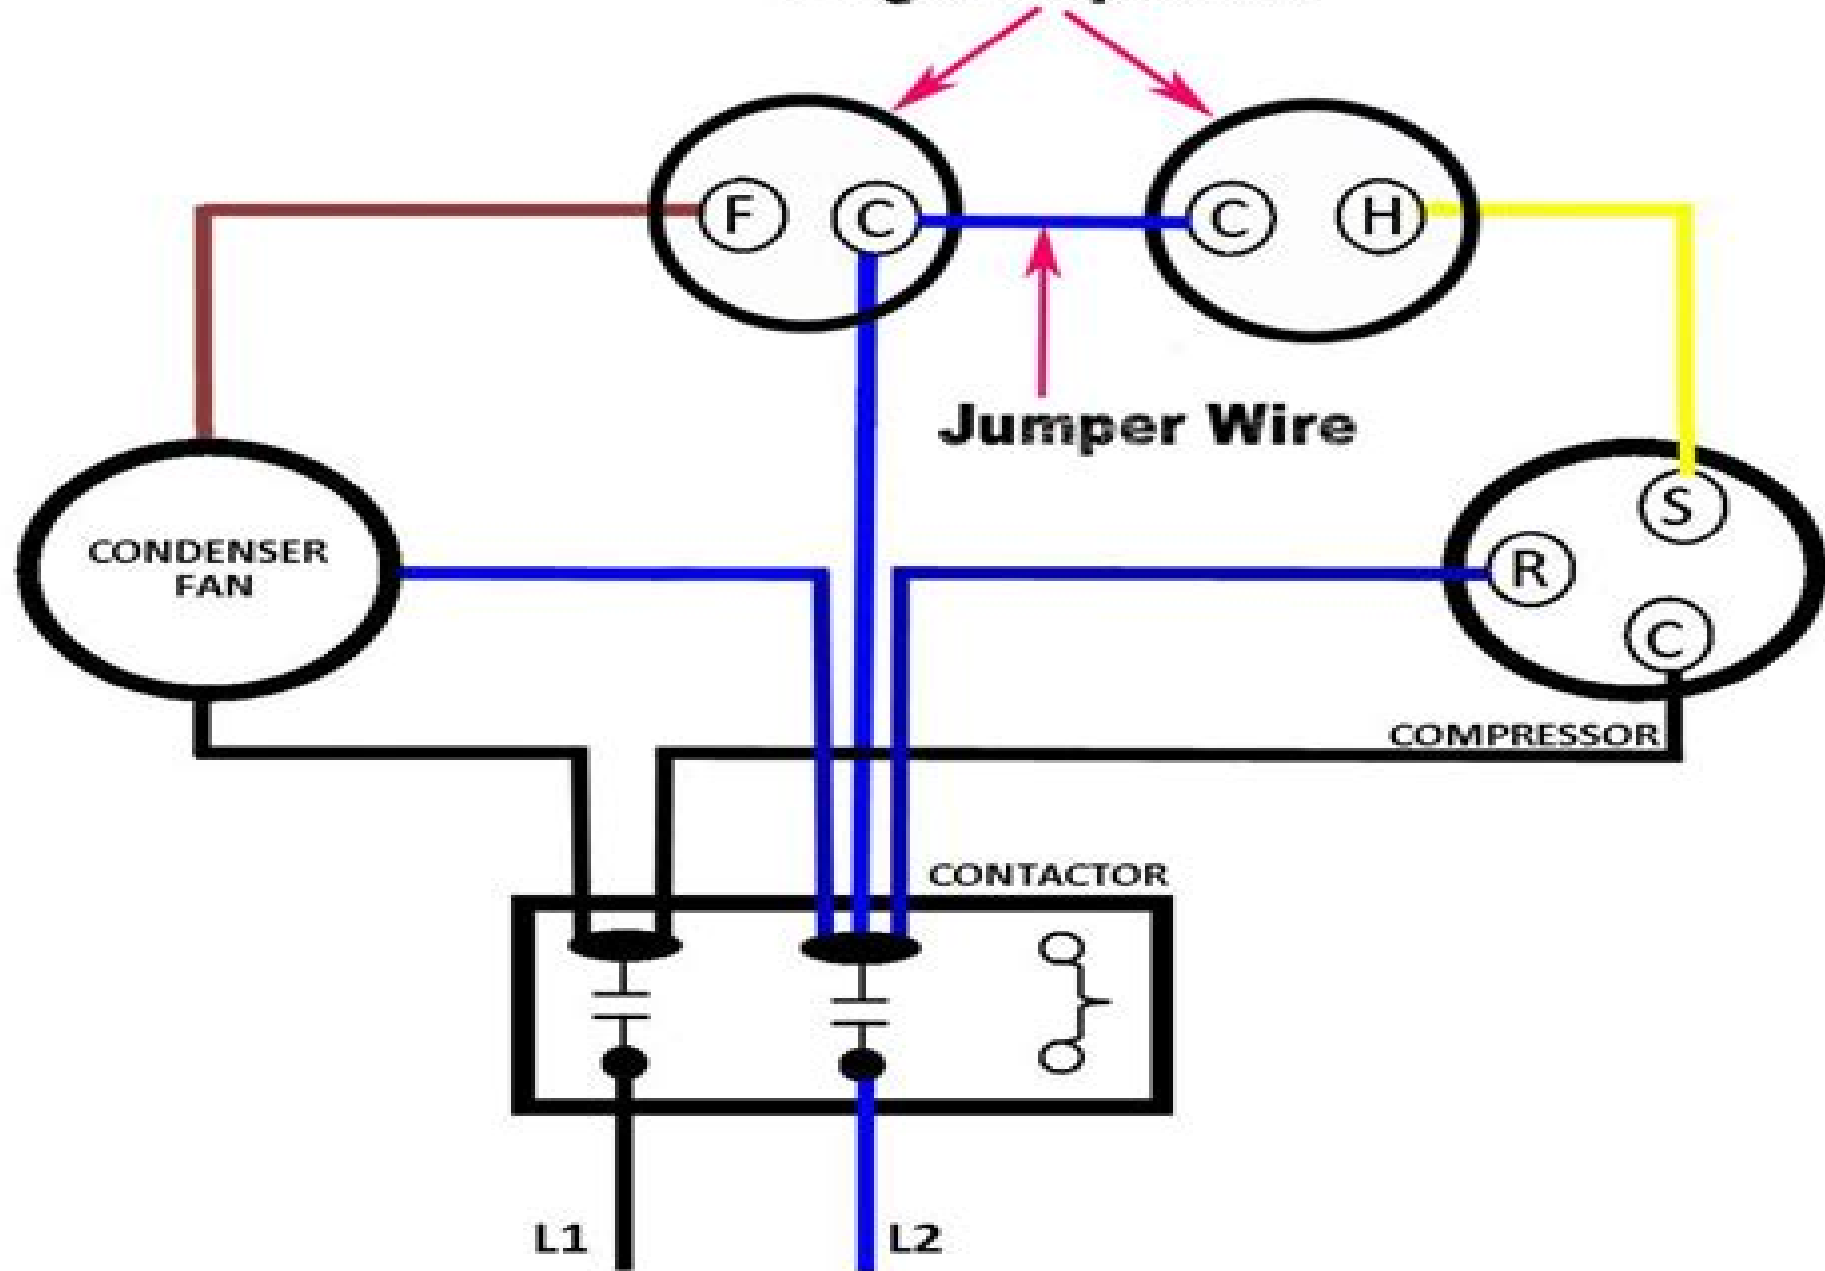 F
C
C
H
Jumper Wire
S
CONDENSER
FAN
R
C
COMPRESSOR
CONTACTOR
L1
L2